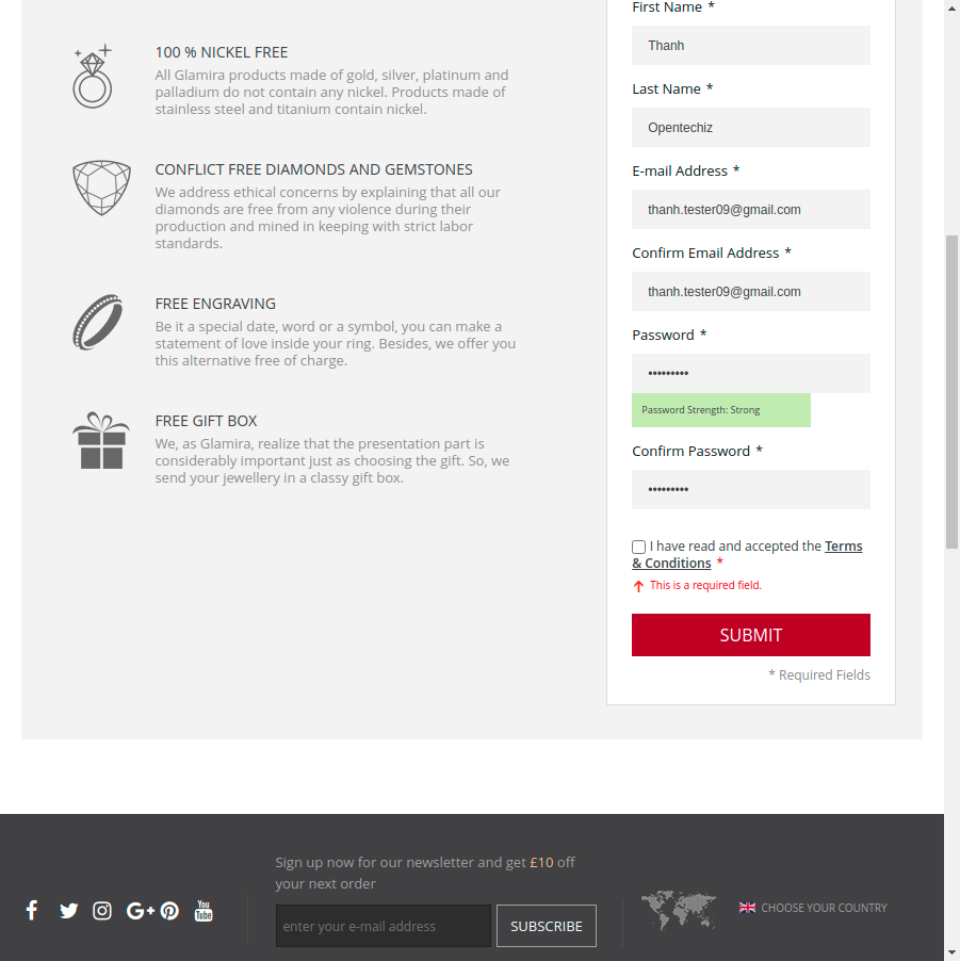 First Name *
Thanh
Last Name *
Opentechiz
E-mail Address *
thanh.tester09@gmail.com
Confirm Email Address *
thanh.tester09@gmail.com
Password *
•••••••••
Password Strength: Strong
Confirm Password *
•••••••••
I have read and accepted the Terms
& Conditions *
This is a required field.
SUBMIT
* Required Fields
100 % NICKEL FREE
All Glamira products made of gold, silver, platinum and
palladium do not contain any nickel. Products made of
stainless steel and titanium contain nickel.
CONFLICT FREE DIAMONDS AND GEMSTONES
We address ethical concerns by explaining that all our
diamonds are free from any violence during their
production and mined in keeping with strict labor
standards.
FREE ENGRAVING
Be it a special date, word or a symbol, you can make a
statement of love inside your ring. Besides, we offer you
this alternative free of charge.
FREE GIFT BOX
We, as Glamira, realize that the presentation part is
considerably important just as choosing the gift. So, we
send your jewellery in a classy gift box.
Sign up now for our newsletter and get £10 off
your next order
enter your e-mail address
SUBSCRIBE
CHOOSE YOUR COUNTRY
G+
You
Tube